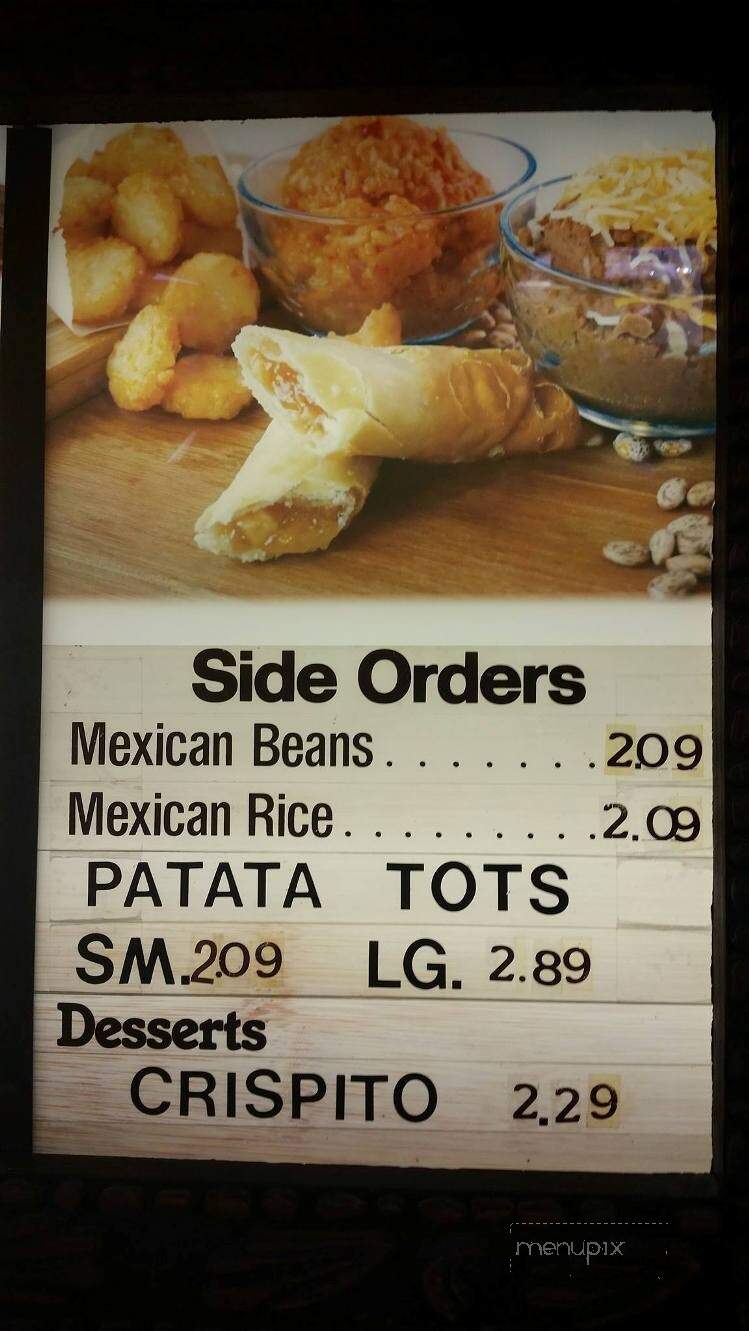 Side Orders
Mexican Beans.......2.09
Mexican Rice.........2.09
PATATA TOTS
SM.2.09 LG. 2.89
Desserts
CRISPITO 2.29
menupix